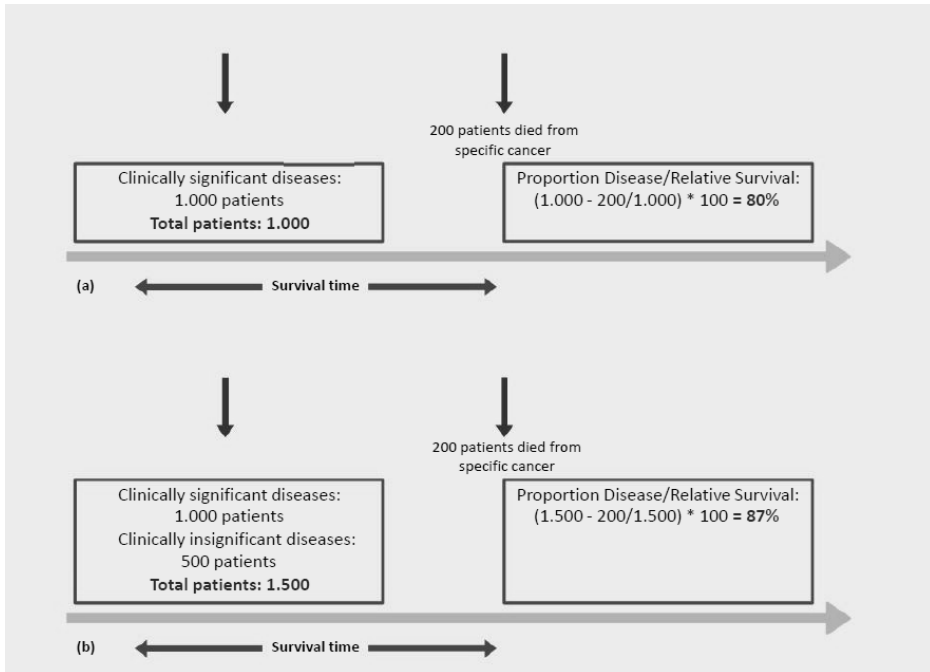 200 patients died from
specific cancer
Clinically significant diseases:
1.000 patients
Total patients: 1.000
Proportion Disease/Relative Survival:
(1.000 - 200/1.000) * 100 = 80%
(a)
Survival time
200 patients died from
specific cancer
Clinically significant diseases:
1.000 patients
Clinically insignificant diseases:
500 patients
Total patients: 1.500
Proportion Disease/Relative Survival:
(1.500 - 200/1.500) * 100 = 87%
(b)
Survival time